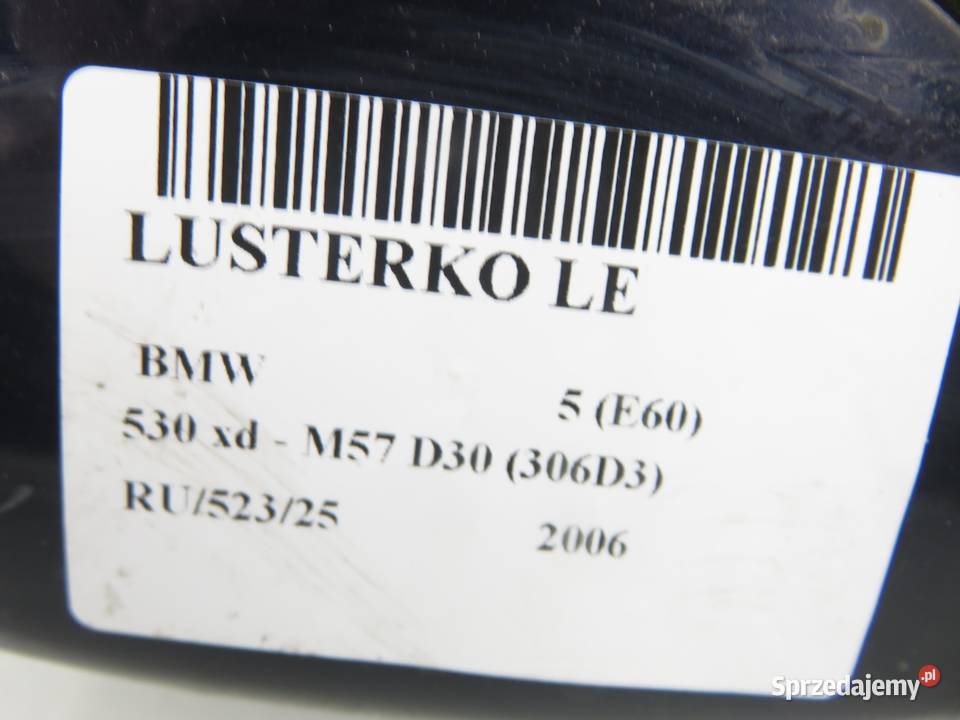 LUSTERKO LE
BMW 5 (E60)
530 xd - M57 D30 (306D3)
RU/523/25 2006
Sprzedajemy.pl